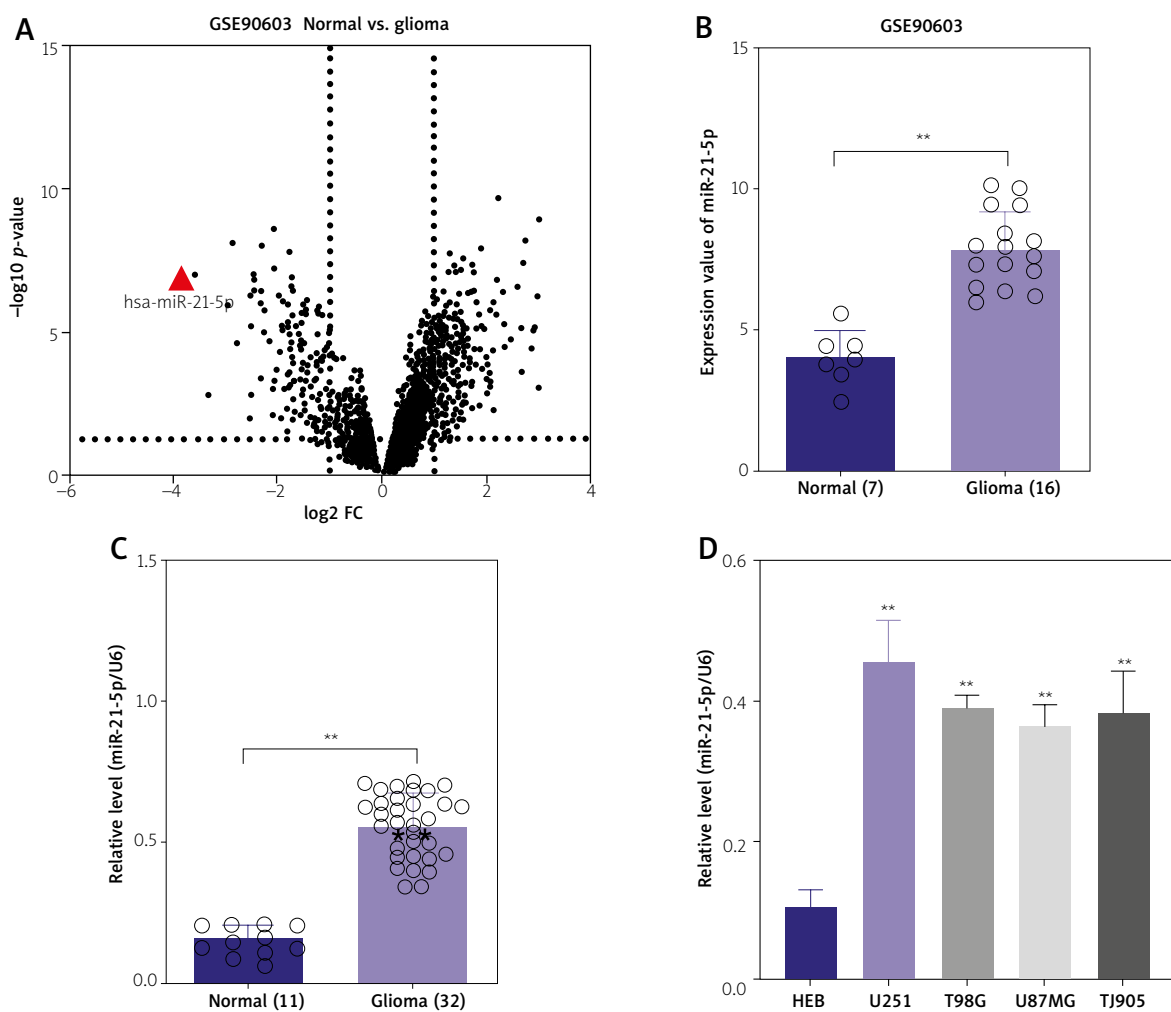 A
GSE90603 Normal vs. glioma
–log10 p-value
15
10
5
0
hsa-miR-21-5p
–6
–4
–2
0
2
4
log2 FC
B
GSE90603
Expression value of miR-21-5p
15
10
5
0
**
Normal (7)
Glioma (16)
C
Relative level (miR-21-5p/U6)
1.5
1.0
0.5
0.0
**
* *
Normal (11)
Glioma (32)
D
Relative level (miR-21-5p/U6)
0.6
0.4
0.2
0.0
**
**
**
**
HEB
U251
T98G
U87MG
TJ905